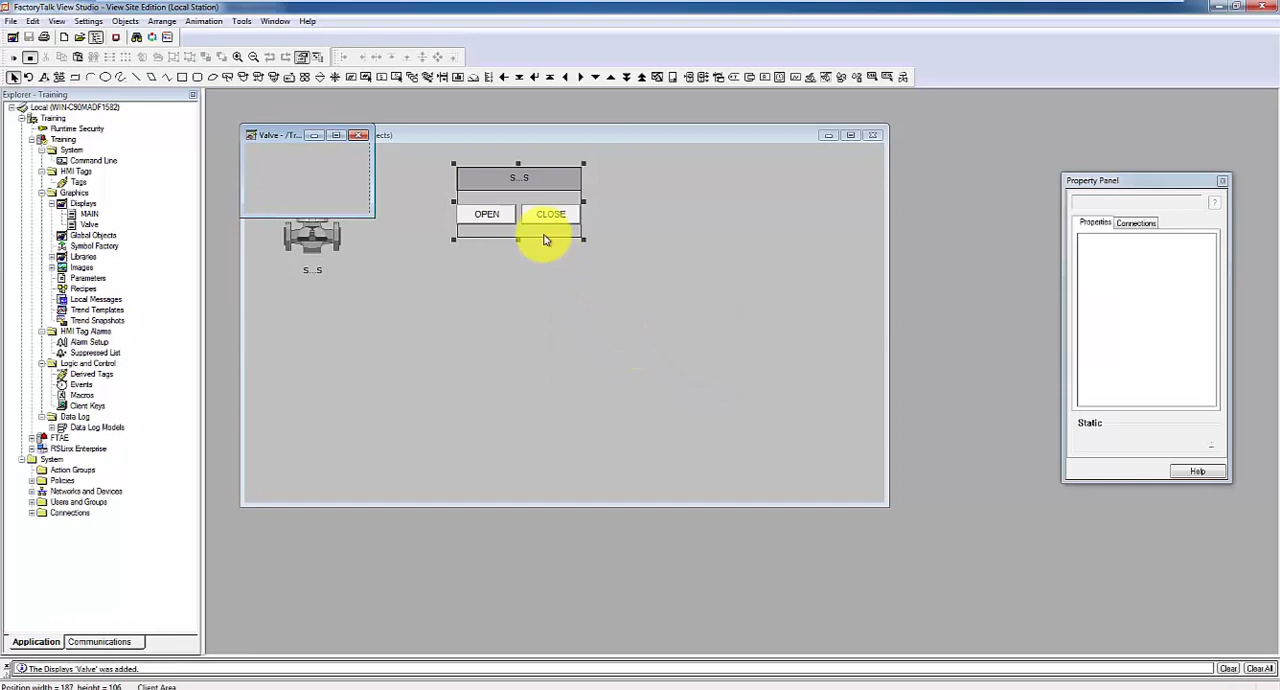 FactoryTalk View Studio - View Site Edition (Local Station)
File Edit View Settings Objects Arrange Animation Tools Window Help
Explorer - Training
Local (WIN-C90MADF1582)
Training
Runtime Security
Training
System
Command Line
HMI Tags
Tags
Graphics
Displays
MAIN
Valve
Global Objects
Symbol Factory
Libraries
Images
Parameters
Recipes
Local Messages
Trend Templates
Trend Snapshots
HMI Tag Alarms
Alarm Setup
Suppressed List
Logic and Control
Derived Tags
Events
Macros
Client Keys
Data Log
Data Log Models
FTAE
RSLinx Enterprise
System
Action Groups
Policies
Networks and Devices
Users and Groups
Connections
Application Communications
Valve - /Tr...
ects)
S...S
OPEN CLOSE
S...S
Property Panel
?
Properties Connections
Static
Help
The Displays 'Valve' was added.
Clear Clear All
Position width = 187, height = 106 Client Area